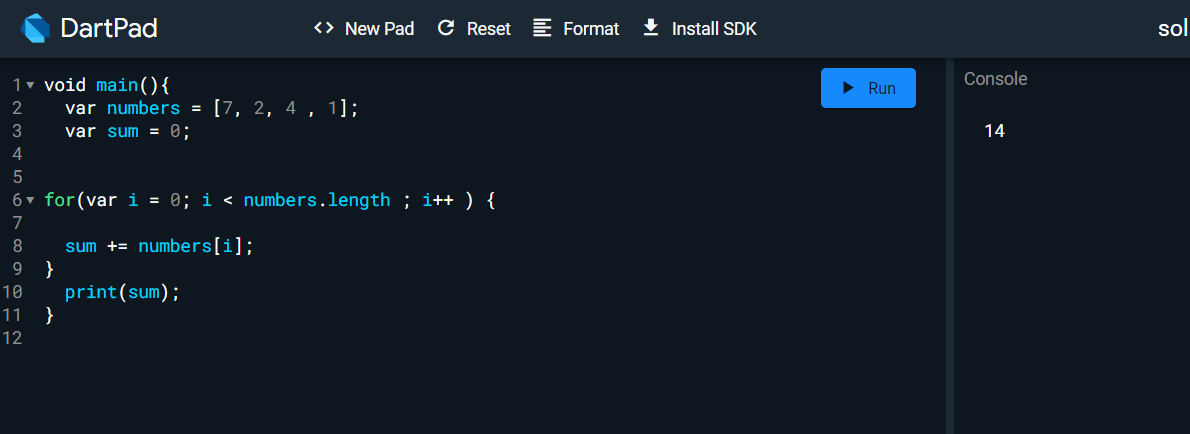 DartPad
<> New Pad
Reset
Format
Install SDK
sol
1 void main(){
2   var numbers = [7, 2, 4 , 1];
3   var sum = 0;
4
5
6 for(var i = 0; i < numbers.length ; i++ ) {
7
8   sum += numbers[i];
9 }
10   print(sum);
11 }
12
Run
Console
14